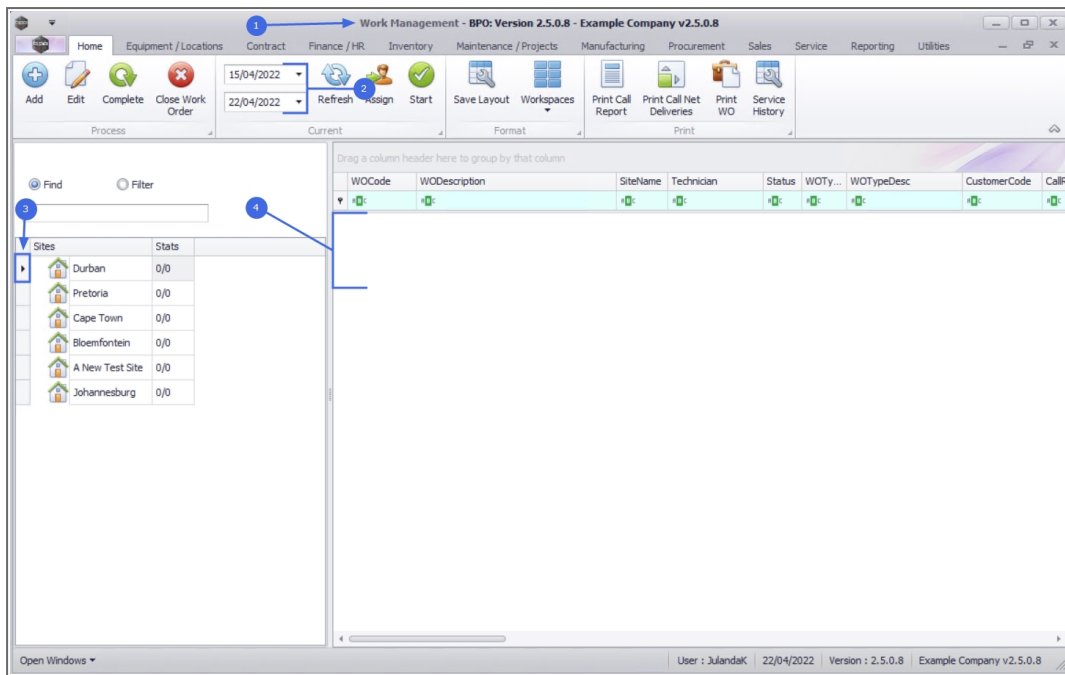 1
Work Management - BPO: Version 2.5.0.8 - Example Company v2.5.0.8
Home Equipment / Locations Contract Finance / HR Inventory Maintenance / Projects Manufacturing Procurement Sales Service Reporting Utilities
15/04/2022
22/04/2022
2
Add Edit Complete Close Work Order Refresh Assign Start Save Layout Workspaces Print Call Report Print Call Net Deliveries Print WO Service History
Process Current Format Print
Drag a column header here to group by that column
Find Filter
WOCode WODescription SiteName Technician Status WOTy... WOTypeDesc CustomerCode CallR
3
4
Sites Stats
Durban 0/0
Pretoria 0/0
Cape Town 0/0
Bloemfontein 0/0
A New Test Site 0/0
Johannesburg 0/0
Open Windows User : JulandaK 22/04/2022 Version : 2.5.0.8 Example Company v2.5.0.8